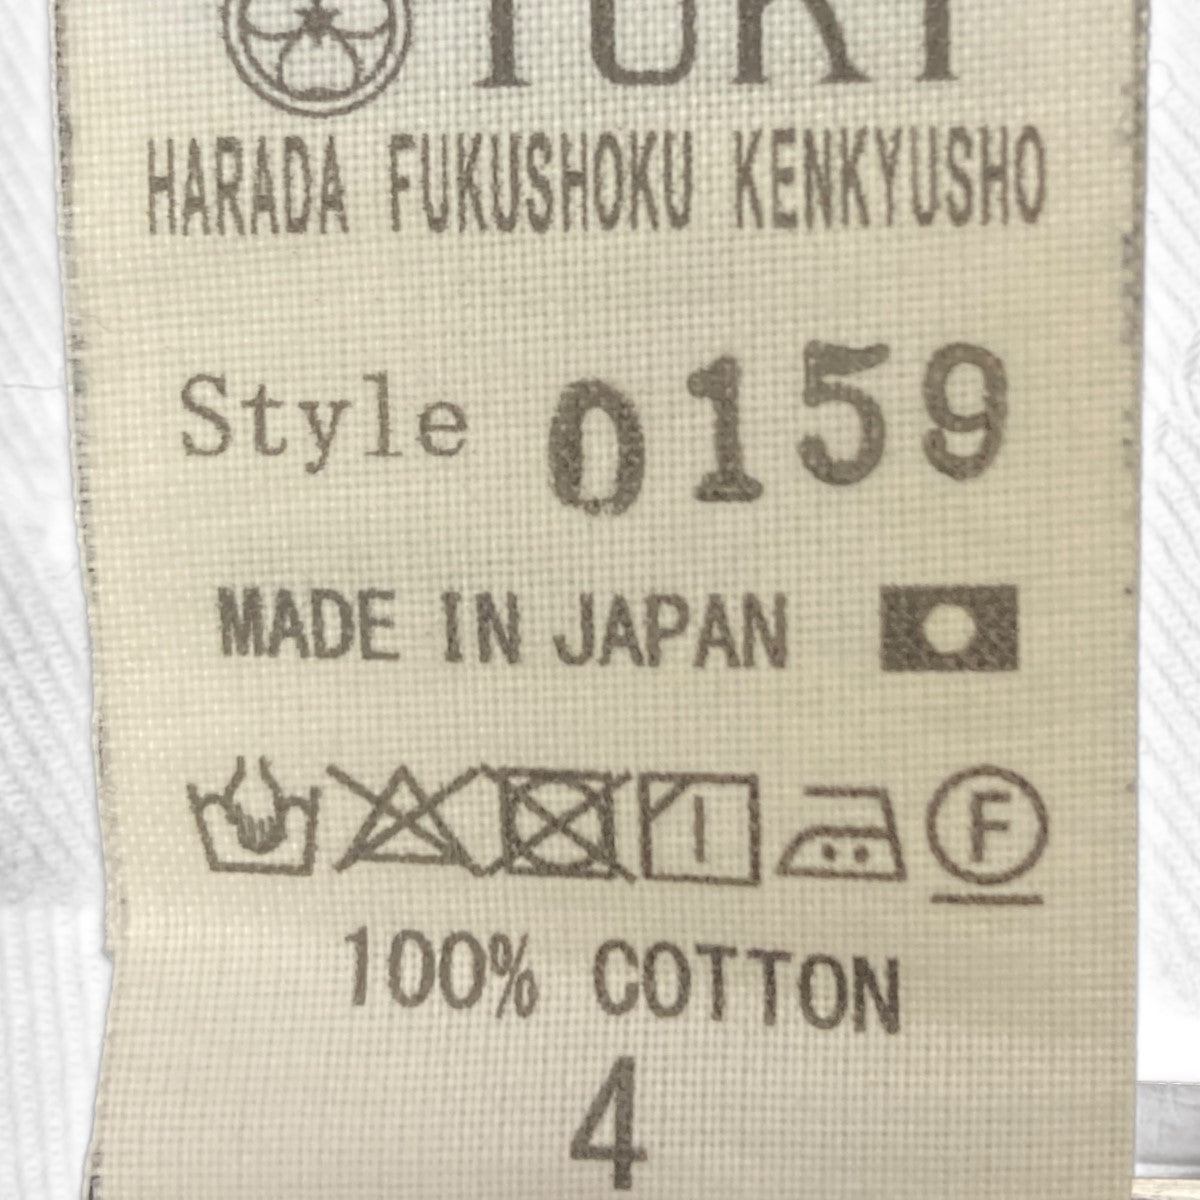 HARADA FUKUSHOKU KENKYUSHO
Style 0159
MADE IN JAPAN
F
100% COTTON
4